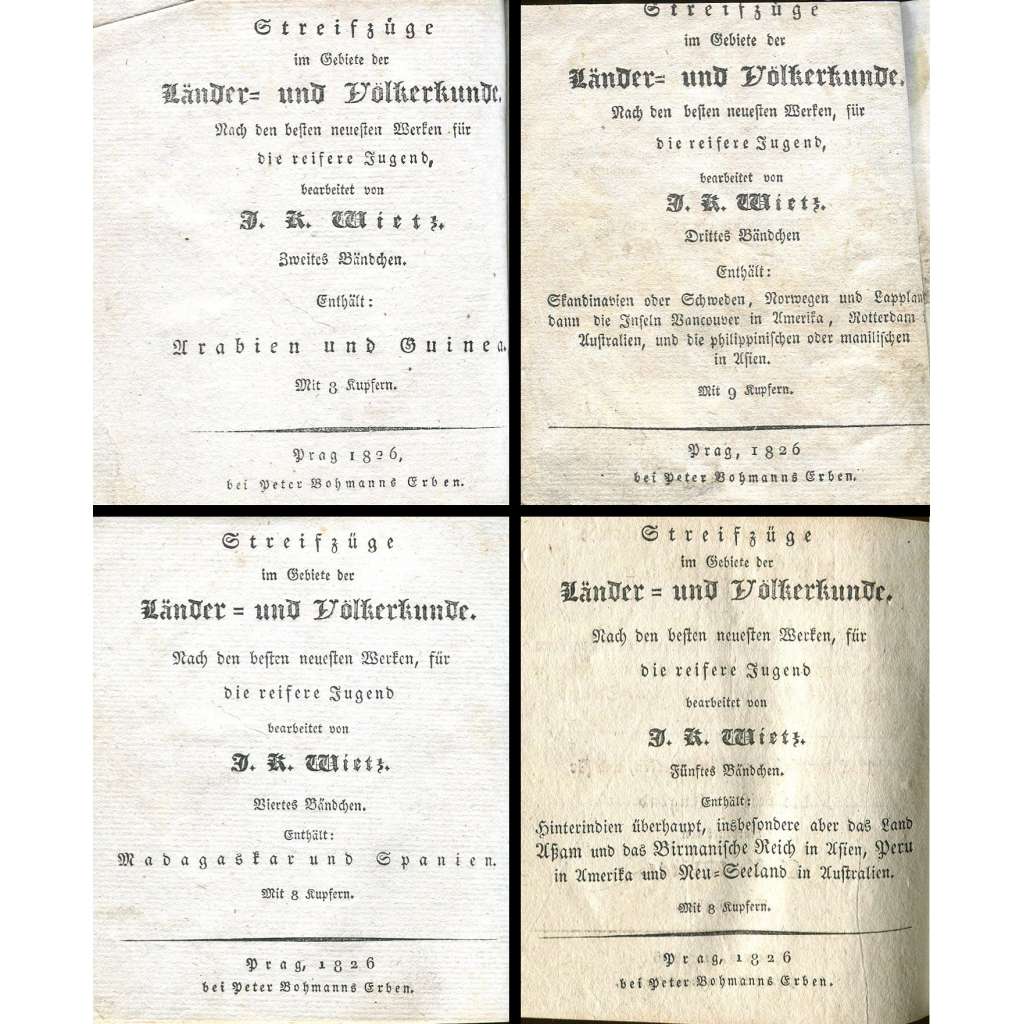 Streifzüge
im Gebiete der
Länder= und Völkerkunde.
Nach den besten neuesten Werken für
die reifere Jugend,
bearbeitet von
J. K. Wietz.
Zweites Bändchen.
Enthält:
Arabien und Guinea.
Mit 8 Kupfern.
Prag 1826,
bei Peter Bohmanns Erben.
Streifzüge
im Gebiete der
Länder= und Völkerkunde.
Nach den besten neuesten Werken, für
die reifere Jugend,
bearbeitet von
J. K. Wietz.
Drittes Bändchen
Enthält:
Skandinavien oder Schweden, Norwegen und Lapplan
dann die Inseln Vancouver in Amerika, Rotterdam
Australien, und die philippinischen oder manilischen
in Asien.
Mit 9 Kupfern.
Prag, 1826
bei Peter Bohmanns Erben.
Streifzüge
im Gebiete der
Länder= und Völkerkunde.
Nach den besten neuesten Werken, für
die reifere Jugend
bearbeitet von
J. K. Wietz.
Viertes Bändchen.
Enthält:
Madagaskar und Spanien.
Mit 8 Kupfern.
Prag, 1826
bei Peter Bohmanns Erben.
Streifzüge
im Gebiete der
Länder= und Völkerkunde.
Nach den besten neuesten Werken, für
die reifere Jugend
bearbeitet von
J. K. Wietz.
Fünftes Bändchen.
Enthält:
Hinterindien überhaupt, insbesondere aber das Land
Aßam und das Birmanische Reich in Asien, Peru
in Amerika und Neu=Seeland in Australien.
Mit 8 Kupfern.
Prag, 1826
bei Peter Bohmanns Erben.